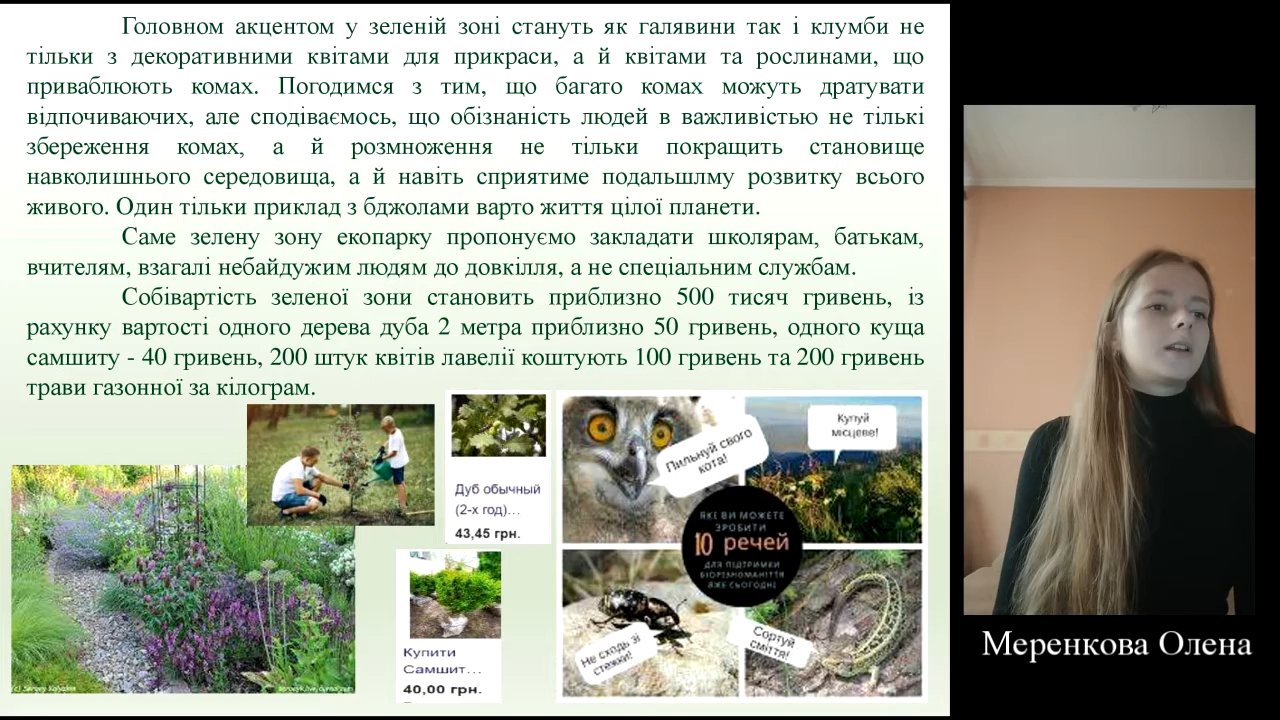 Головном акцентом у зеленій зоні стануть як галявини так і клумби не
тільки з декоративними квітами для прикраси, а й квітами та рослинами, що
приваблюють комах. Погодимся з тим, що багато комах можуть дратувати
відпочиваючих, але сподіваємось, що обізнаність людей в важливістью не тількі
збереження комах, а й розмноження не тільки покращить становище
навколишнього середовища, а й навіть сприятиме подальшлму розвитку всього
живого. Один тільки приклад з бджолами варто життя цілої планети.
Саме зелену зону екопарку пропонуємо закладати школярам, батькам,
вчителям, взагалі небайдужим людям до довкілля, а не спеціальним службам.
Собівартість зеленої зони становить приблизно 500 тисяч гривень, із
рахунку вартості одного дерева дуба 2 метра приблизно 50 гривень, одного куща
самшиту - 40 гривень, 200 штук квітів лавелії коштують 100 гривень та 200 гривень
трави газонної за кілограм.
Дуб обычный
(2-х год)...
43,45 грн.
Купити
Самшит...
40,00 грн.
Пильнуй свого
кота!
Купуй
місцеве!
ЯКІ ВИ МОЖЕТЕ
ЗРОБИТИ
10 речей
ДЛЯ ПІДТРИМКИ
БІОРІЗНОМАНІТТЯ
ВЖЕ СЬОГОДНІ
Не сходь зі
стежки!
Сортуй
сміття!
Меренкова Олена